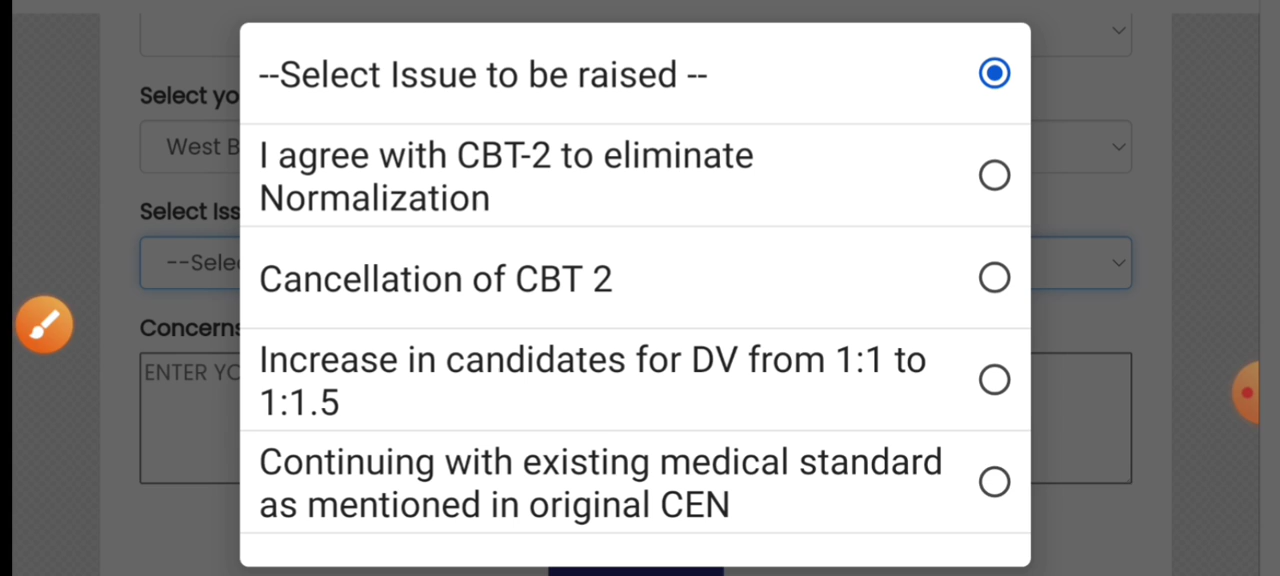 --Select Issue to be raised --
Select yo
West B
I agree with CBT-2 to eliminate
Normalization
Select Iss
--Sele
Cancellation of CBT 2
Concerns
Increase in candidates for DV from 1:1 to
1:1.5
ENTER YO
Continuing with existing medical standard
as mentioned in original CEN